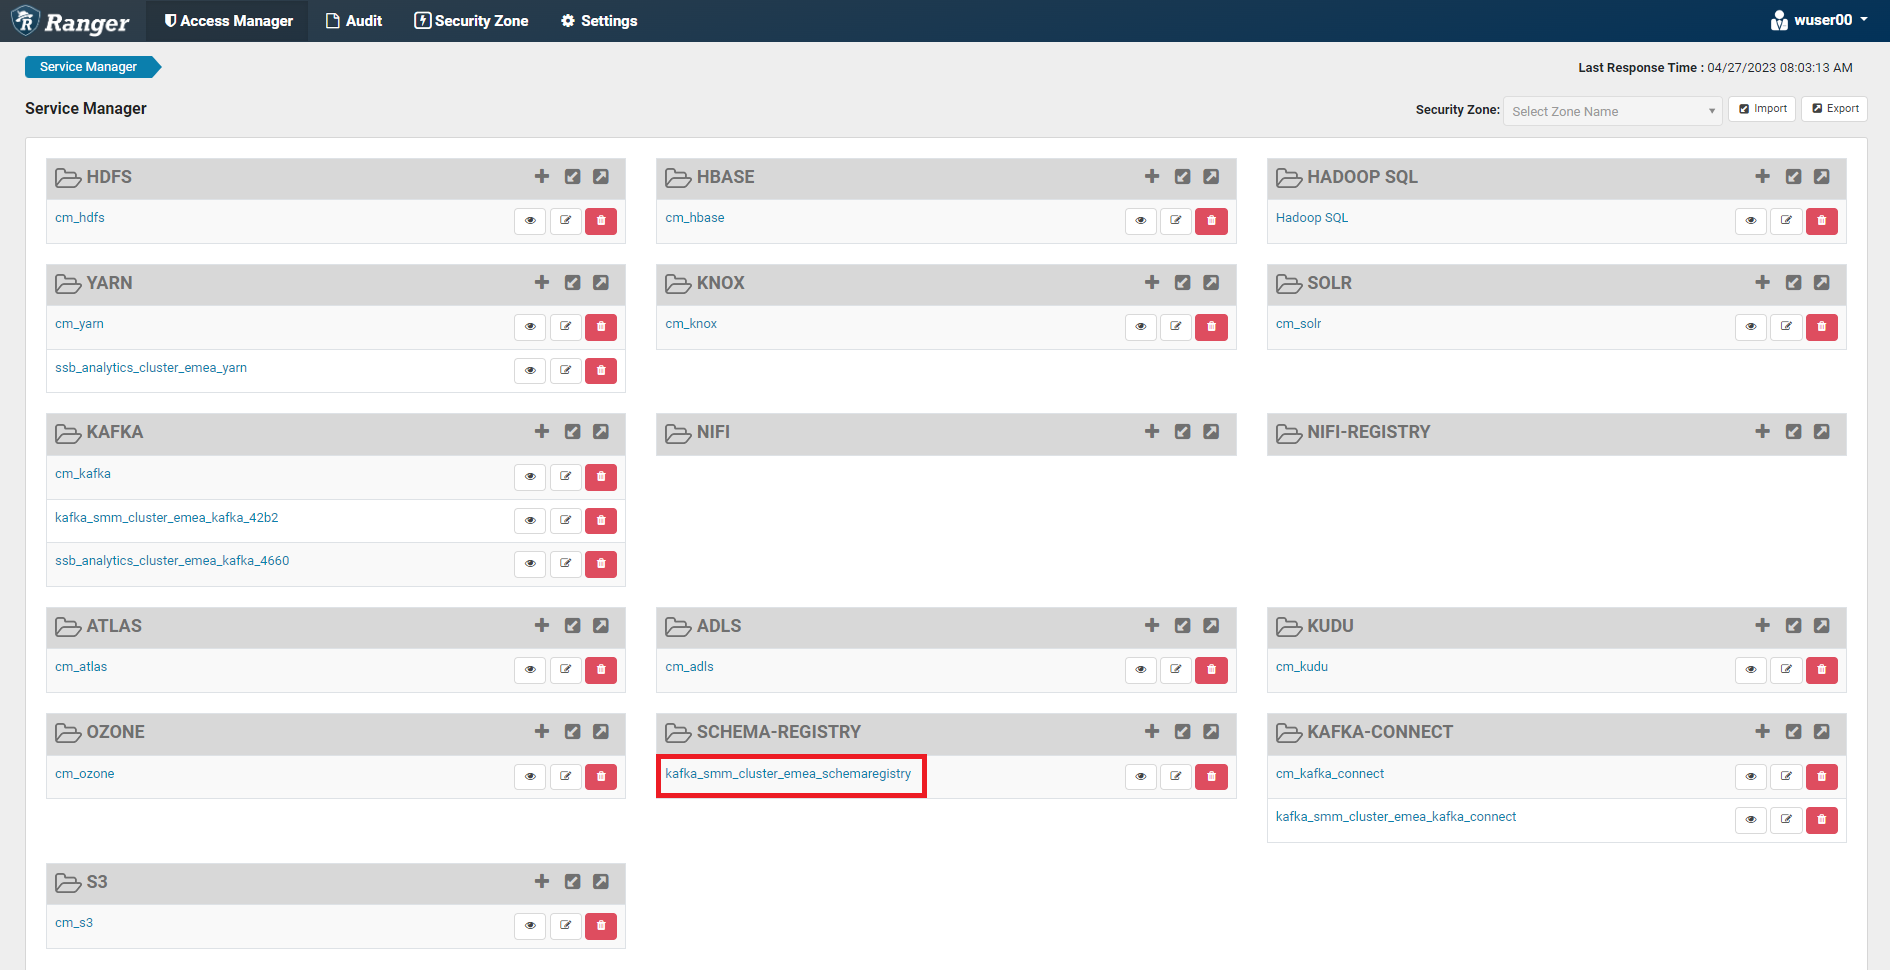 Ranger Access Manager Audit Security Zone Settings wuser00
Service Manager
Last Response Time : 04/27/2023 08:03:13 AM
Service Manager
Security Zone: Select Zone Name Import Export
HDFS
cm_hdfs
HBASE
cm_hbase
HADOOP SQL
Hadoop SQL
YARN
cm_yarn
ssb_analytics_cluster_emea_yarn
KNOX
cm_knox
SOLR
cm_solr
KAFKA
cm_kafka
kafka_smm_cluster_emea_kafka_42b2
ssb_analytics_cluster_emea_kafka_4660
NIFI
NIFI-REGISTRY
ATLAS
cm_atlas
ADLS
cm_adls
KUDU
cm_kudu
OZONE
cm_ozone
SCHEMA-REGISTRY
kafka_smm_cluster_emea_schemaregistry
KAFKA-CONNECT
cm_kafka_connect
kafka_smm_cluster_emea_kafka_connect
S3
cm_s3